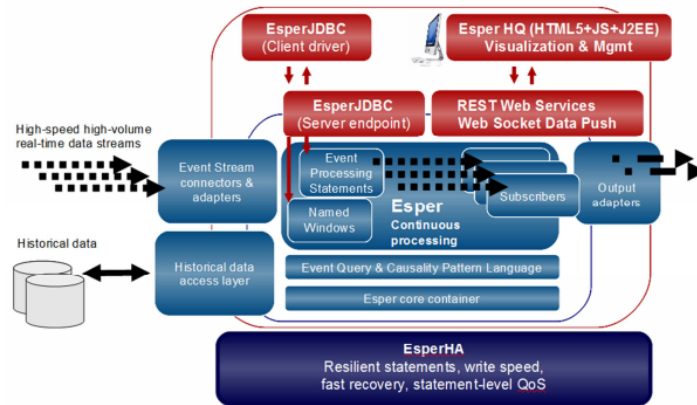 EsperJDBC
(Client driver)
Esper HQ (HTML5+JS+J2EE)
Visualization & Mgmt
EsperJDBC
(Server endpoint)
REST Web Services
Web Socket Data Push
High-speed high-volume
real-time data streams
Event Stream
connectors &
adapters
Event
Processing
Statements
Named
Windows
Esper
Continuous
processing
Subscribers
Output
adapters
Historical data
Historical data
access layer
Event Query & Causality Pattern Language
Esper core container
EsperHA
Resilient statements, write speed,
fast recovery, statement-level QoS